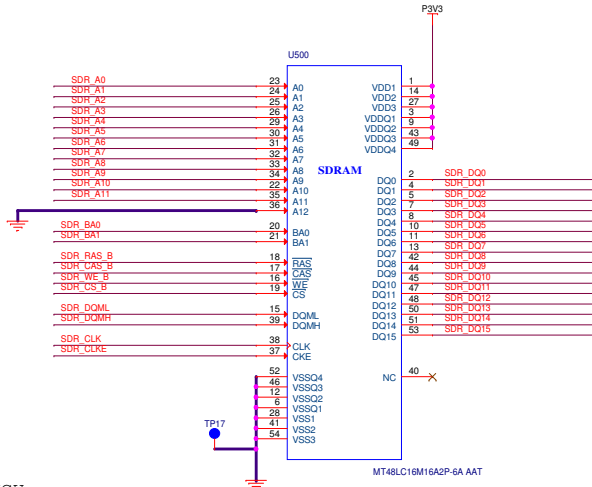 P3V3
U500
SDR_A0 23 A0 VDD1 1
SDR_A1 24 A1 VDD2 14
SDR_A2 25 A2 VDD3 27
SDR_A3 26 A3 VDDQ1 3
SDR_A4 29 A4 VDDQ2 9
SDR_A5 30 A5 VDDQ3 43
SDR_A6 31 A6 VDDQ4 49
SDR_A7 32 A7
SDR_A8 33 A8 SDRAM
SDR_A9 34 A9 DQ0 2 SDR_DQ0
SDR_A10 22 A10 DQ1 4 SDR_DQ1
SDR_A11 35 A11 DQ2 5 SDR_DQ2
36 A12 DQ3 7 SDR_DQ3
DQ4 8 SDR_DQ4
SDR_BA0 20 BA0 DQ5 10 SDR_DQ5
SDR_BA1 21 BA1 DQ6 11 SDR_DQ6
DQ7 13 SDR_DQ7
SDR_RAS_B 18 RAS DQ8 42 SDR_DQ8
SDR_CAS_B 17 CAS DQ9 44 SDR_DQ9
SDR_WE_B 16 WE DQ10 45 SDR_DQ10
SDR_CS_B 19 CS DQ11 47 SDR_DQ11
DQ12 48 SDR_DQ12
SDR_DQML 15 DQML DQ13 50 SDR_DQ13
SDR_DQMH 39 DQMH DQ14 51 SDR_DQ14
DQ15 53 SDR_DQ15
SDR_CLK 38 CLK
SDR_CLKE 37 CKE
52 VSSQ4 NC 40
46 VSSQ3
12 VSSQ2
6 VSSQ1
28 VSS1
41 VSS2
54 VSS3
TP17
MT48LC16M16A2P-6A AAT